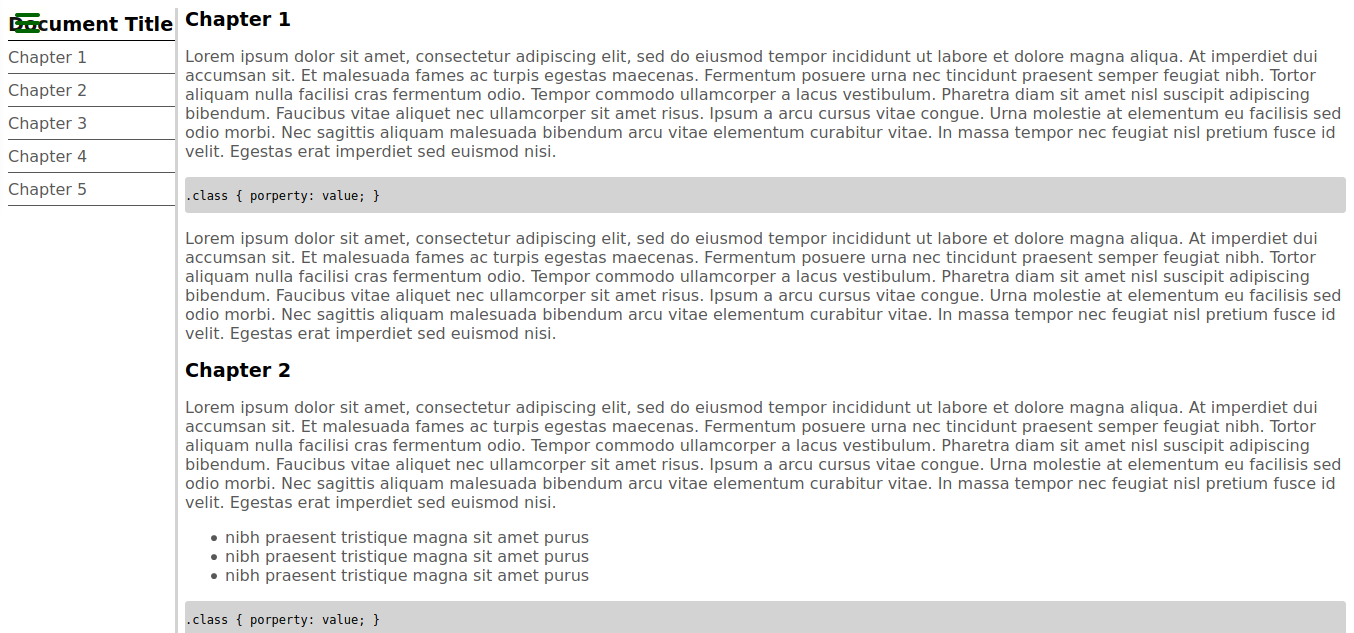 Document Title
Chapter 1
Chapter 2
Chapter 3
Chapter 4
Chapter 5
Chapter 1
Lorem ipsum dolor sit amet, consectetur adipiscing elit, sed do eiusmod tempor incididunt ut labore et dolore magna aliqua. At imperdiet dui
accumsan sit. Et malesuada fames ac turpis egestas maecenas. Fermentum posuere urna nec tincidunt praesent semper feugiat nibh. Tortor
aliquam nulla facilisi cras fermentum odio. Tempor commodo ullamcorper a lacus vestibulum. Pharetra diam sit amet nisl suscipit adipiscing
bibendum. Faucibus vitae aliquet nec ullamcorper sit amet risus. Ipsum a arcu cursus vitae congue. Urna molestie at elementum eu facilisis sed
odio morbi. Nec sagittis aliquam malesuada bibendum arcu vitae elementum curabitur vitae. In massa tempor nec feugiat nisl pretium fusce id
velit. Egestas erat imperdiet sed euismod nisi.
.class { porperty: value; }
Lorem ipsum dolor sit amet, consectetur adipiscing elit, sed do eiusmod tempor incididunt ut labore et dolore magna aliqua. At imperdiet dui
accumsan sit. Et malesuada fames ac turpis egestas maecenas. Fermentum posuere urna nec tincidunt praesent semper feugiat nibh. Tortor
aliquam nulla facilisi cras fermentum odio. Tempor commodo ullamcorper a lacus vestibulum. Pharetra diam sit amet nisl suscipit adipiscing
bibendum. Faucibus vitae aliquet nec ullamcorper sit amet risus. Ipsum a arcu cursus vitae congue. Urna molestie at elementum eu facilisis sed
odio morbi. Nec sagittis aliquam malesuada bibendum arcu vitae elementum curabitur vitae. In massa tempor nec feugiat nisl pretium fusce id
velit. Egestas erat imperdiet sed euismod nisi.
Chapter 2
Lorem ipsum dolor sit amet, consectetur adipiscing elit, sed do eiusmod tempor incididunt ut labore et dolore magna aliqua. At imperdiet dui
accumsan sit. Et malesuada fames ac turpis egestas maecenas. Fermentum posuere urna nec tincidunt praesent semper feugiat nibh. Tortor
aliquam nulla facilisi cras fermentum odio. Tempor commodo ullamcorper a lacus vestibulum. Pharetra diam sit amet nisl suscipit adipiscing
bibendum. Faucibus vitae aliquet nec ullamcorper sit amet risus. Ipsum a arcu cursus vitae congue. Urna molestie at elementum eu facilisis sed
odio morbi. Nec sagittis aliquam malesuada bibendum arcu vitae elementum curabitur vitae. In massa tempor nec feugiat nisl pretium fusce id
velit. Egestas erat imperdiet sed euismod nisi.
• nibh praesent tristique magna sit amet purus
• nibh praesent tristique magna sit amet purus
• nibh praesent tristique magna sit amet purus
.class { porperty: value; }